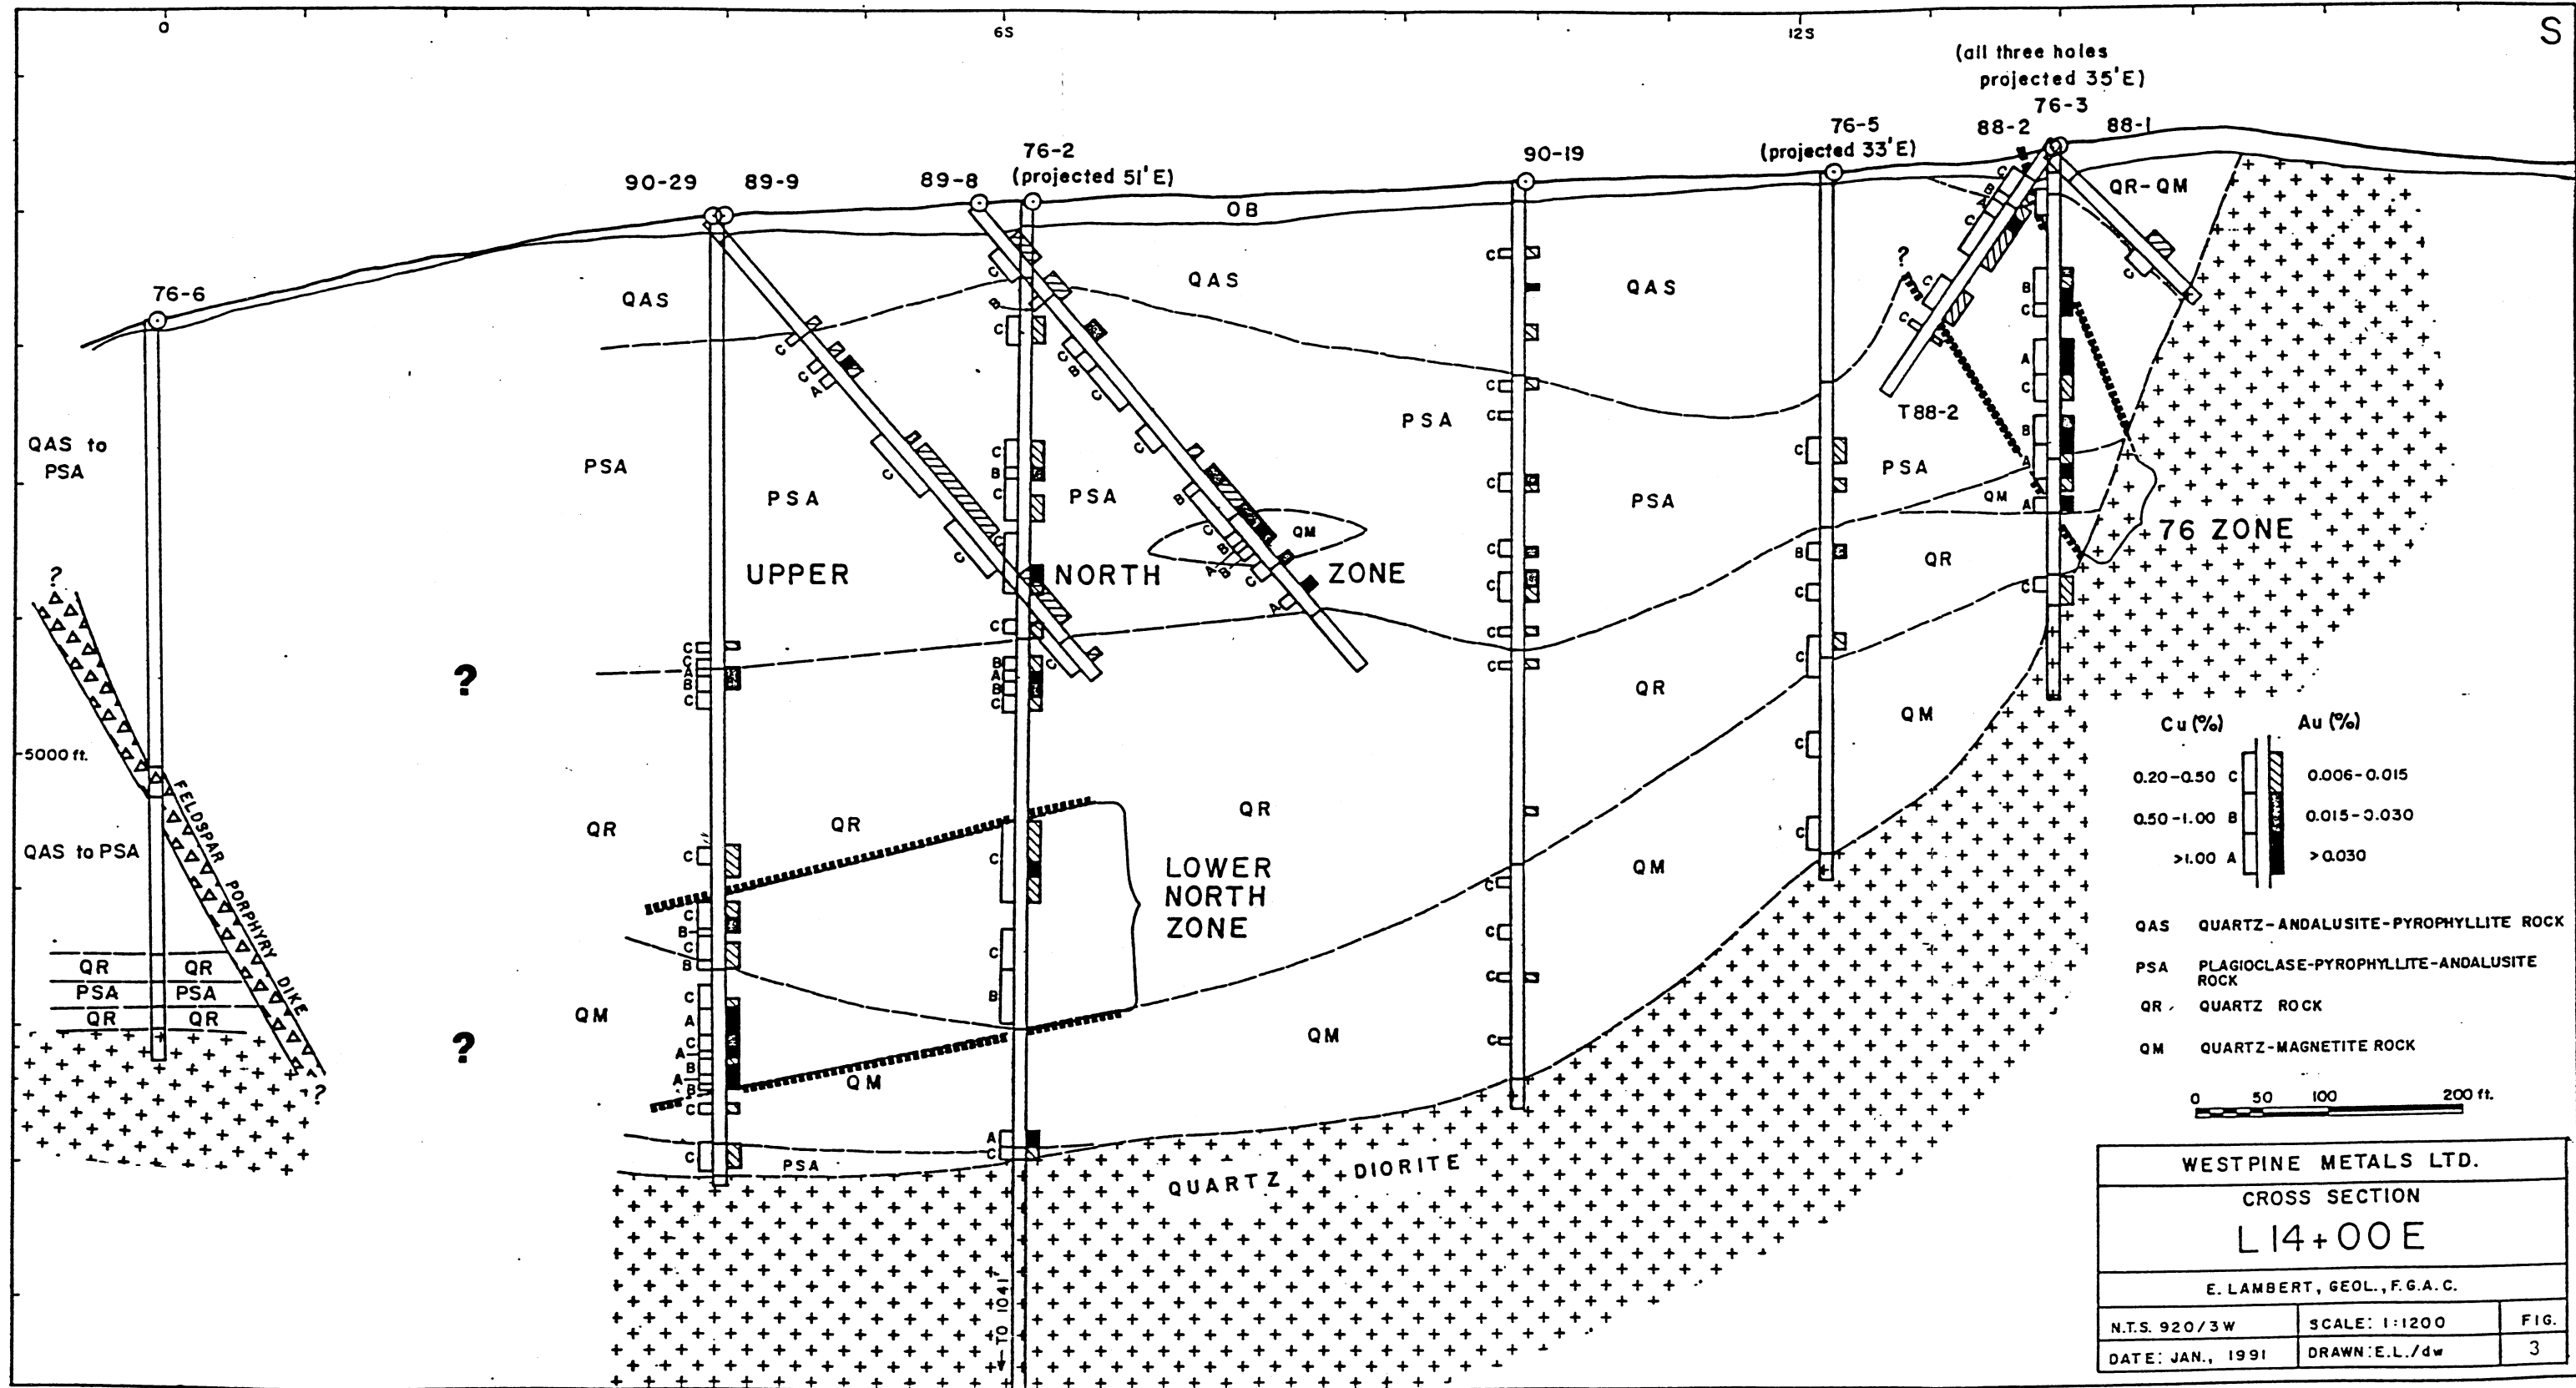 0
6S
12S
S
(all three holes
projected 35'E)
76-3
76-5
88-2
88-1
(projected 33'E)
76-2
90-19
(projected 51'E)
90-29
89-9
89-8
QR-QM
OB
76-6
QAS
QAS
QAS
?
C
C
B
A
C
C
C
C
C
B
C
A
C
B
A
A
C
C
C
A
C
C
C
B
C
C
B
C
C
B
C
B
A
B
C
A
C
B
C
C
C
B
C
C
C
C
C
C
C
C
C
C
C
C
C
C
B
C
C
C
C
T88-2
PSA
QAS to
PSA
PSA
PSA
PSA
PSA
PSA
QM
QM
76 ZONE
QR
UPPER
NORTH
ZONE
?
?
C
C
A
B
C
B
A
B
C
QR
QM
5000 ft.
FELDSPAR PORPHYRY DIKE
QAS to PSA
QR
QR
QR
LOWER
NORTH
ZONE
QM
C
C
B
C
B
C
A
C
A
B
A
B
C
C
C
C
B
A
C
QR
QR
PSA
PSA
QR
QR
QM
?
?
QM
QM
PSA
QUARTZ DIORITE
TO 1041'
Cu (%)
Au (%)
0.20-0.50 C
0.006-0.015
0.50-1.00 B
0.015-0.030
>1.00 A
>0.030
QAS QUARTZ-ANDALUSITE-PYROPHYLLITE ROCK
PSA PLAGIOCLASE-PYROPHYLLITE-ANDALUSITE
ROCK
QR QUARTZ ROCK
QM QUARTZ-MAGNETITE ROCK
0 50 100 200 ft.
WESTPINE METALS LTD.
CROSS SECTION
L14+00E
E. LAMBERT, GEOL., F.G.A.C.
N.T.S. 920/3W
SCALE: 1:1200
FIG.
DATE: JAN., 1991
DRAWN: E.L./dw
3